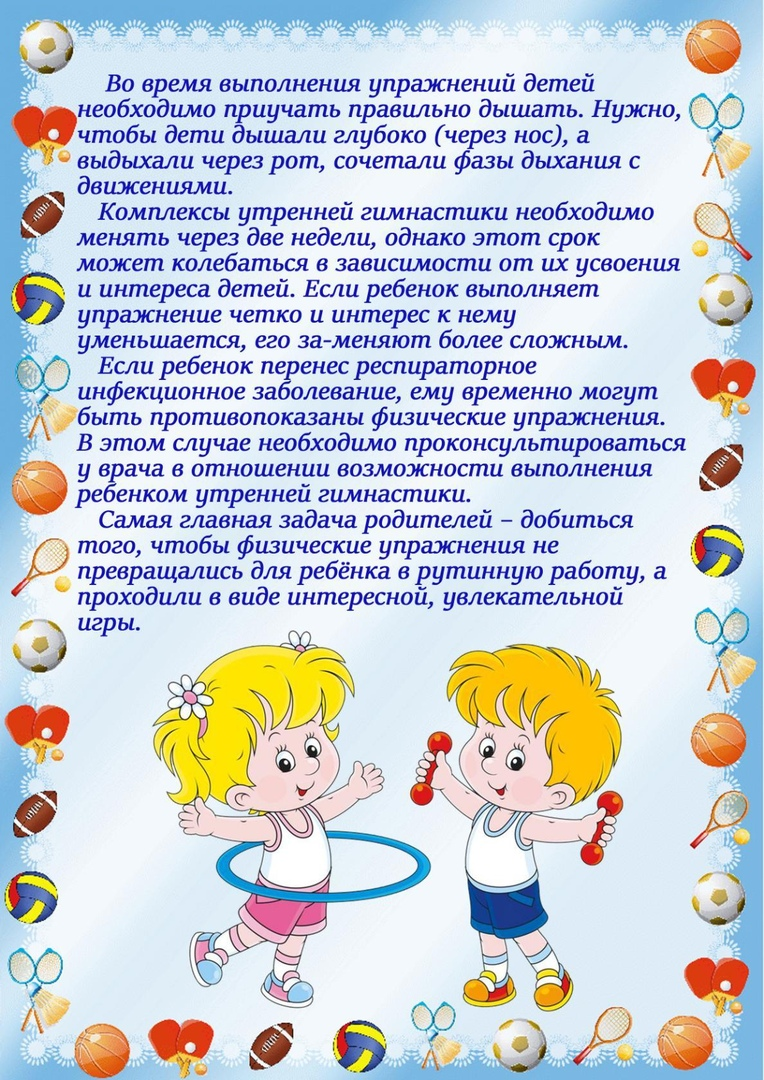 Во время выполнения упражнений детей
необходимо приучать правильно дышать. Нужно,
чтобы дети дышали глубоко (через нос), а
выдыхали через рот, сочетали фазы дыхания с
движениями.
Комплексы утренней гимнастики необходимо
менять через две недели, однако этот срок
может колебаться в зависимости от их усвоения
и интереса детей. Если ребенок выполняет
упражнение четко и интерес к нему
уменьшается, его за-меняют более сложным.
Если ребенок перенес респираторное
инфекционное заболевание, ему временно могут
быть противопоказаны физические упражнения.
В этом случае необходимо проконсультироваться
у врача в отношении возможности выполнения
ребенком утренней гимнастики.
Самая главная задача родителей – добиться
того, чтобы физические упражнения не
превращались для ребёнка в рутинную работу, а
проходили в виде интересной, увлекательной
игры.